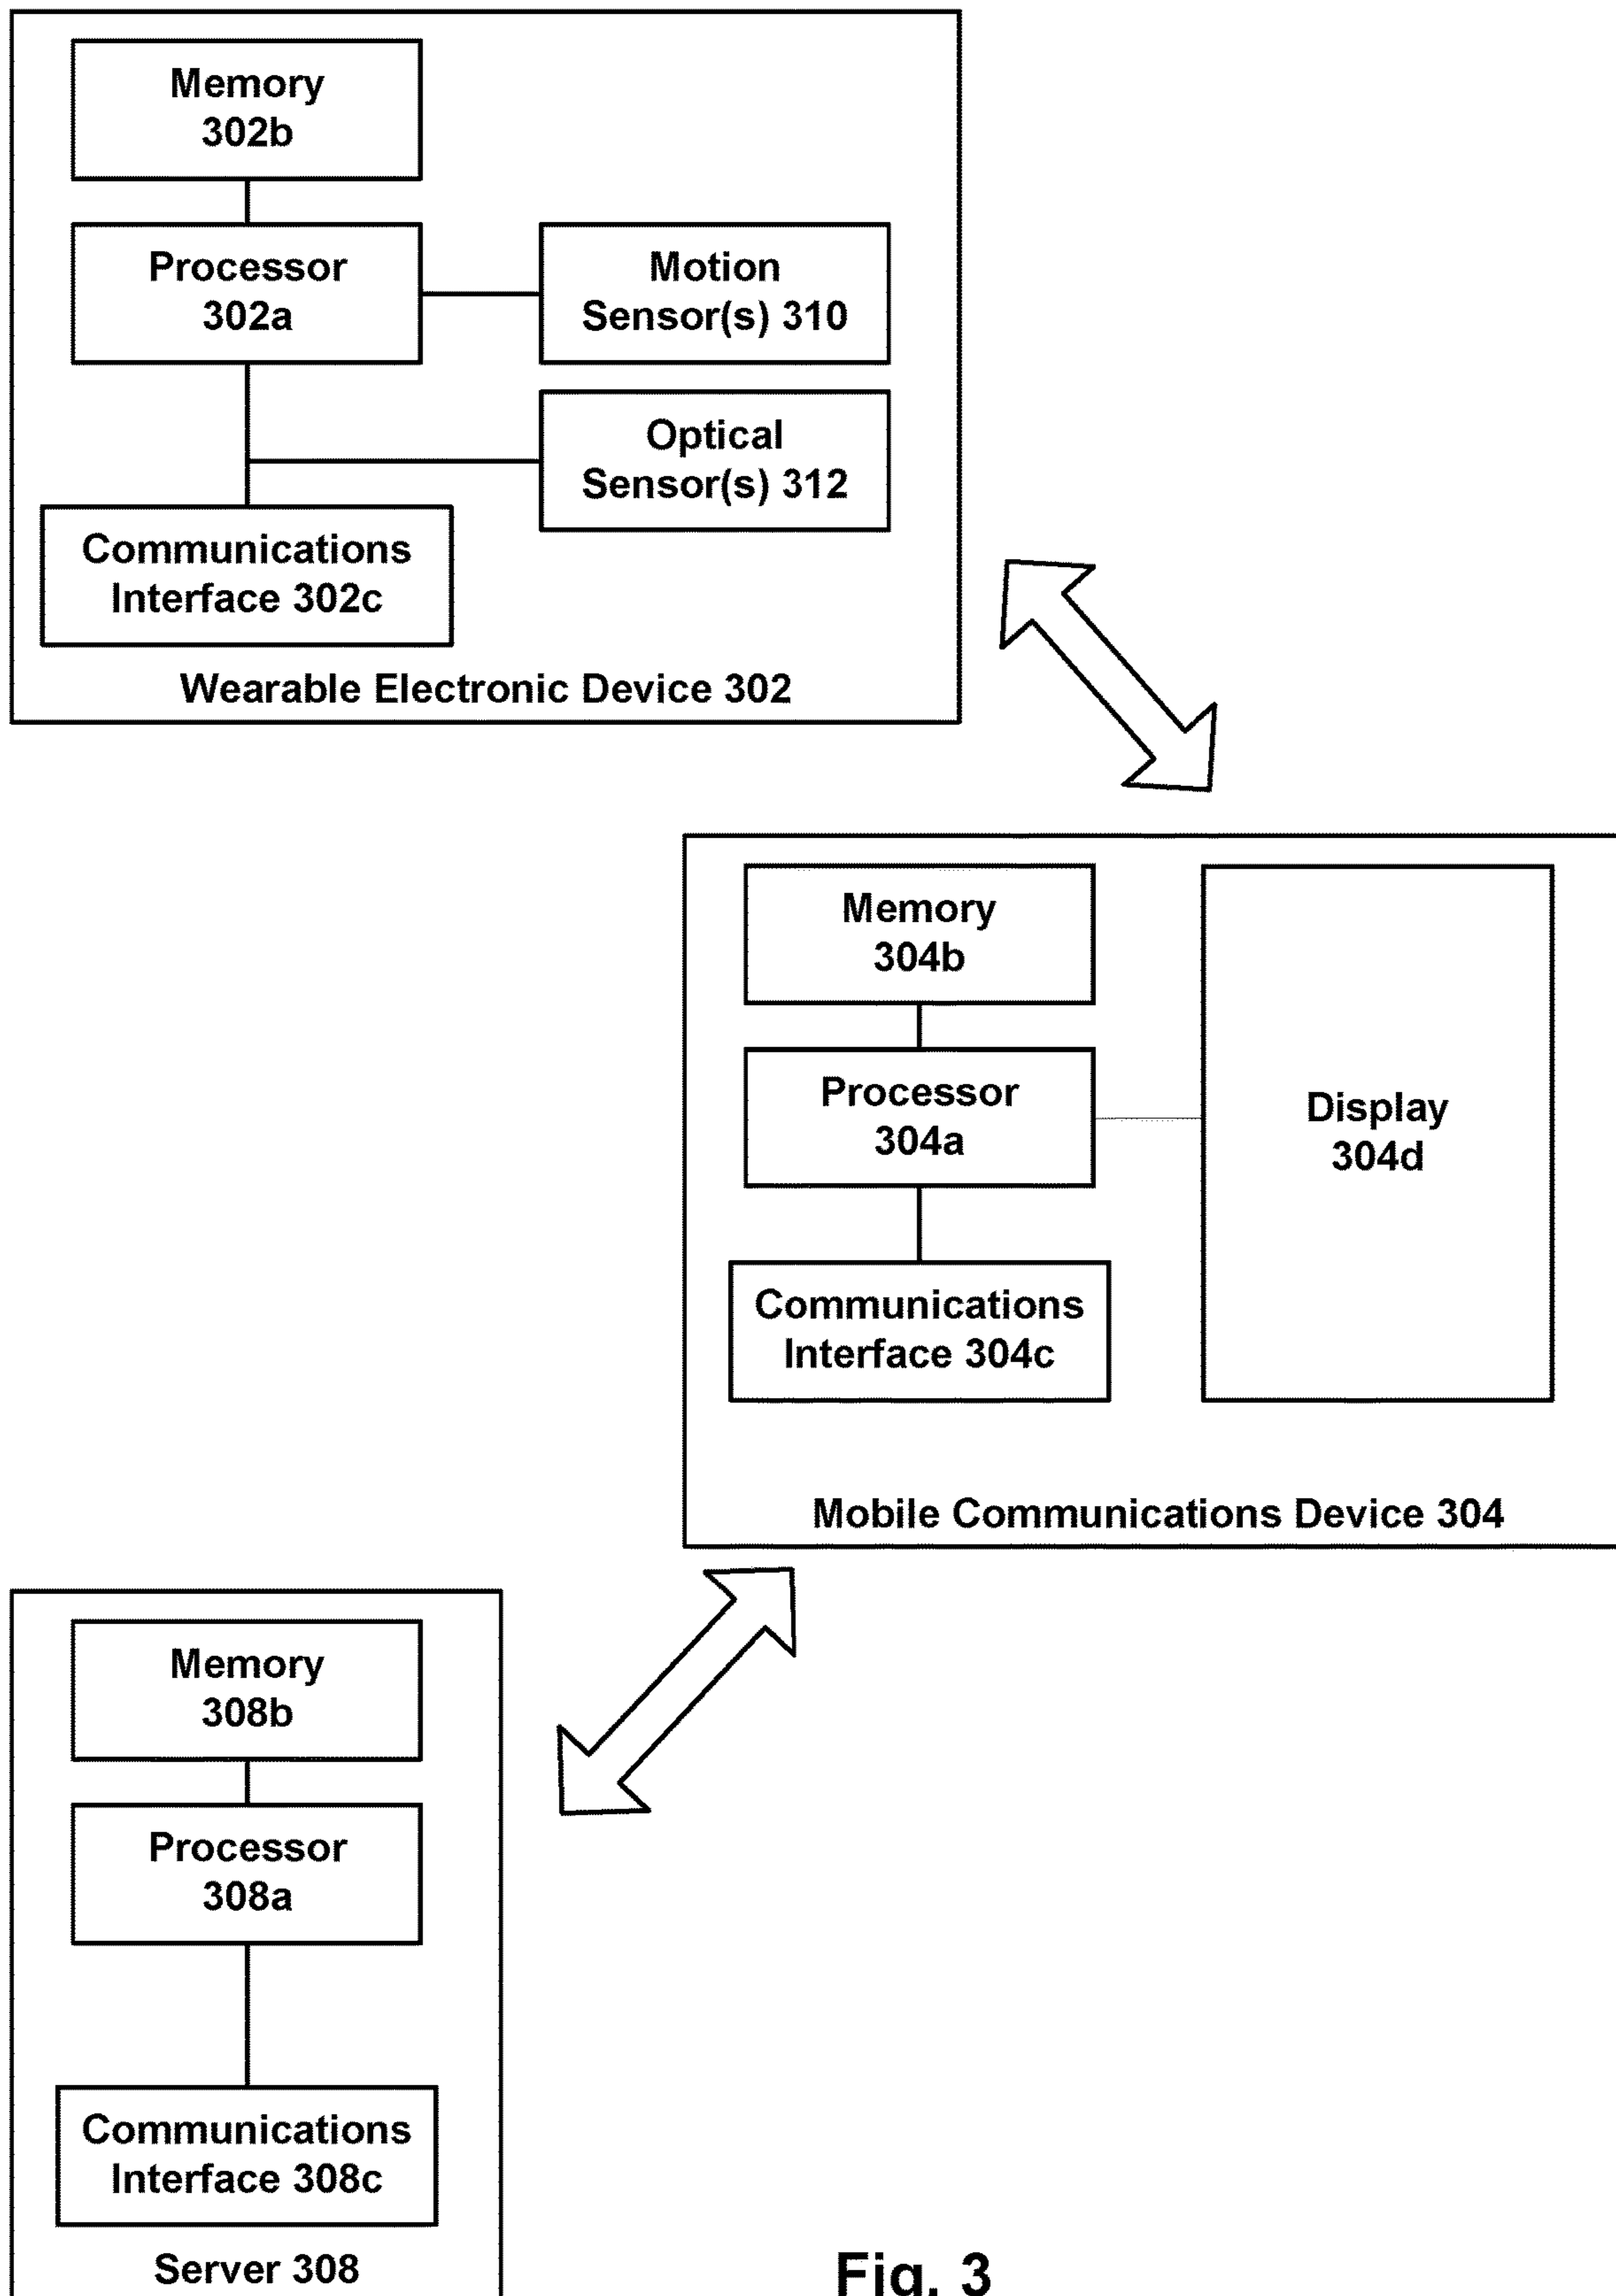 Memory
302b
Processor
302a
Motion
Sensor(s) 310
Optical
Sensor(s) 312
Communications
Interface 302c
Wearable Electronic Device 302
Memory
304b
Processor
304a
Display
304d
Communications
Interface 304c
Mobile Communications Device 304
Memory
308b
Processor
308a
Communications
Interface 308c
Server 308
Fig. 3